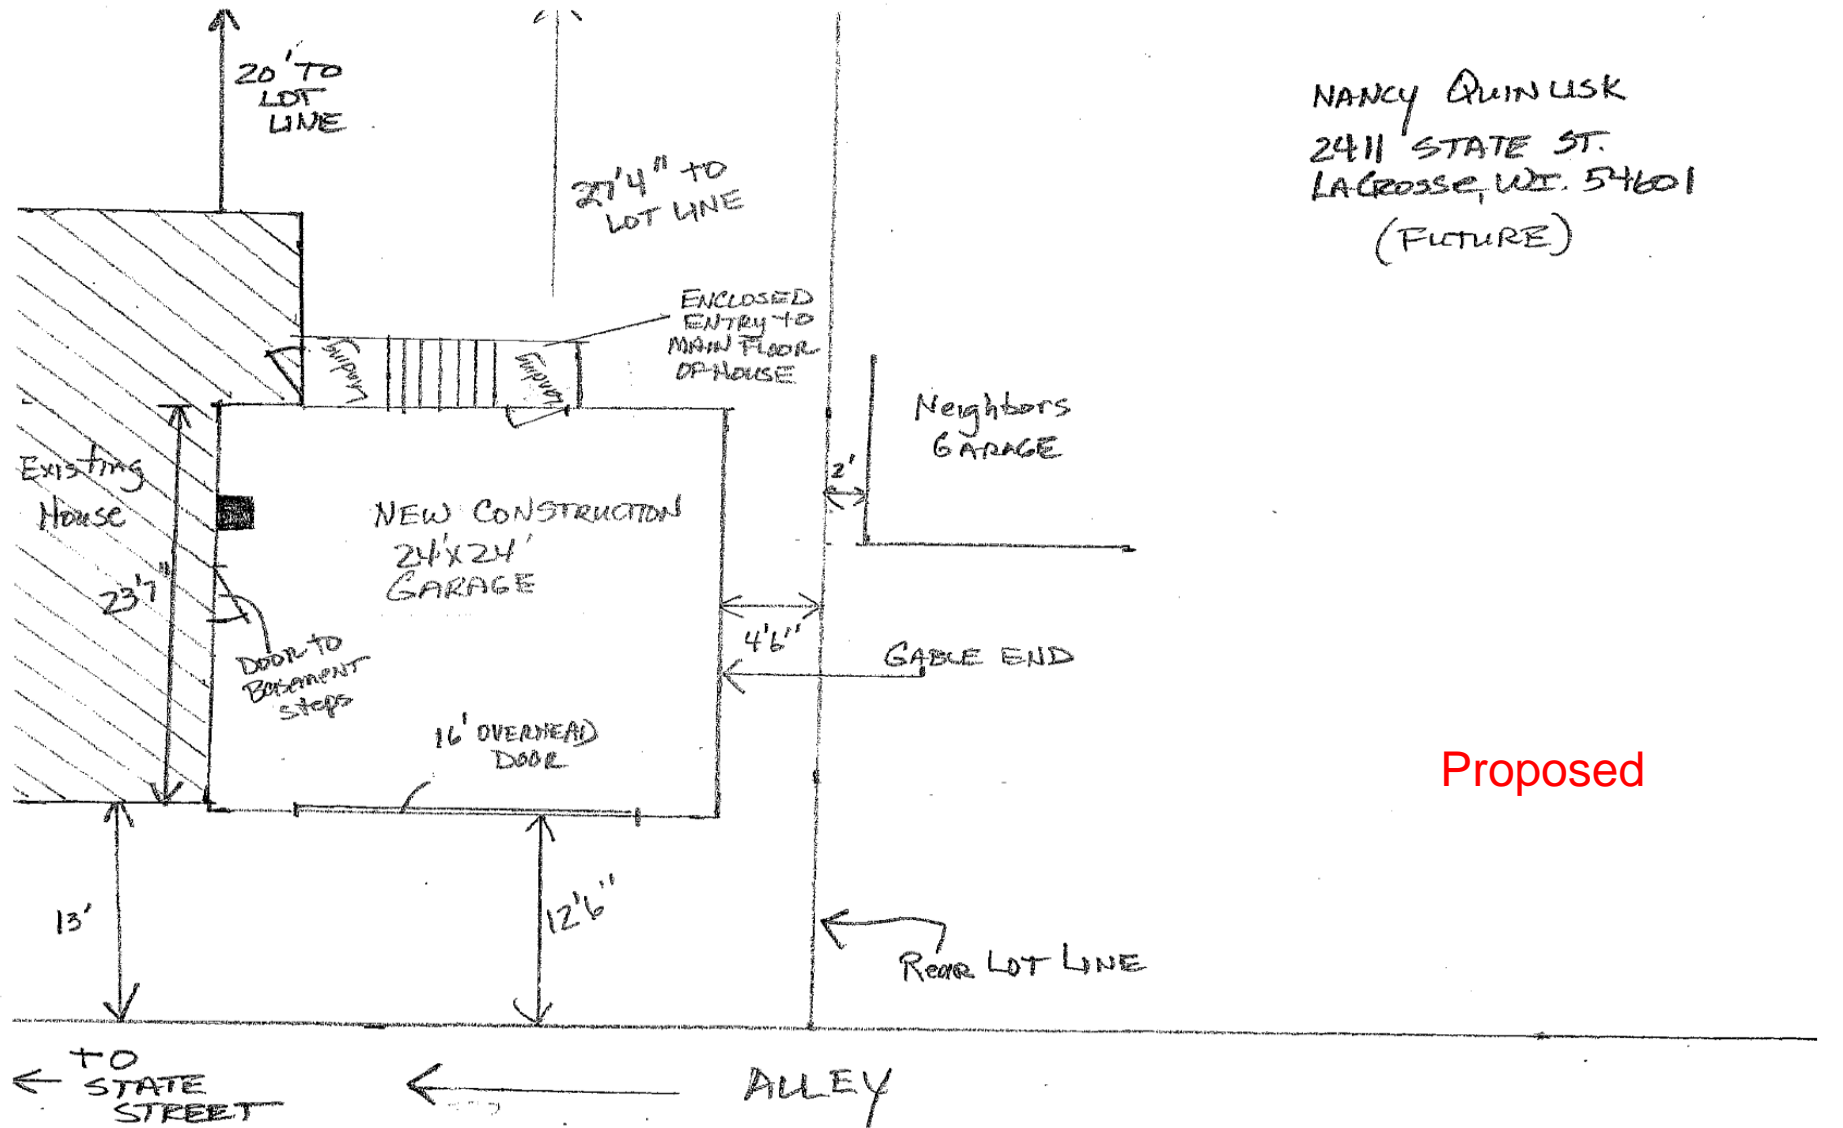 20' TO
LOT
LINE
27'4" TO
LOT LINE
NANCY QUINLISK
2411 STATE ST.
LACROSSE, WI. 54601
(FUTURE)
ENCLOSED
ENTRY TO
MAIN FLOOR
OF HOUSE
Landing
Landing
Neighbors
GARAGE
2'
Existing
House
NEW CONSTRUCTION
24'X24'
GARAGE
23'7"
4'6"
GABLE END
DOOR TO
Basement
steps
16' OVERHEAD
DOOR
Proposed
13'
12'6"
Rear LOT LINE
TO
STATE
STREET
ALLEY